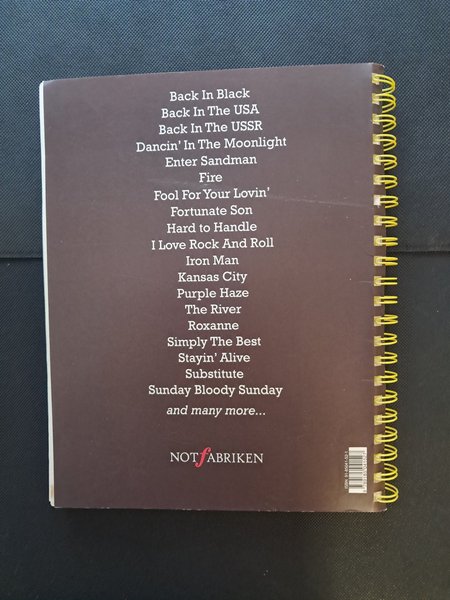 Back In Black
Back In The USA
Back In The USSR
Dancin' In The Moonlight
Enter Sandman
Fire
Fool For Your Lovin'
Fortunate Son
Hard to Handle
I Love Rock And Roll
Iron Man
Kansas City
Purple Haze
The River
Roxanne
Simply The Best
Stayin' Alive
Substitute
Sunday Bloody Sunday
and many more...
NOTfABRIKEN
ISBN